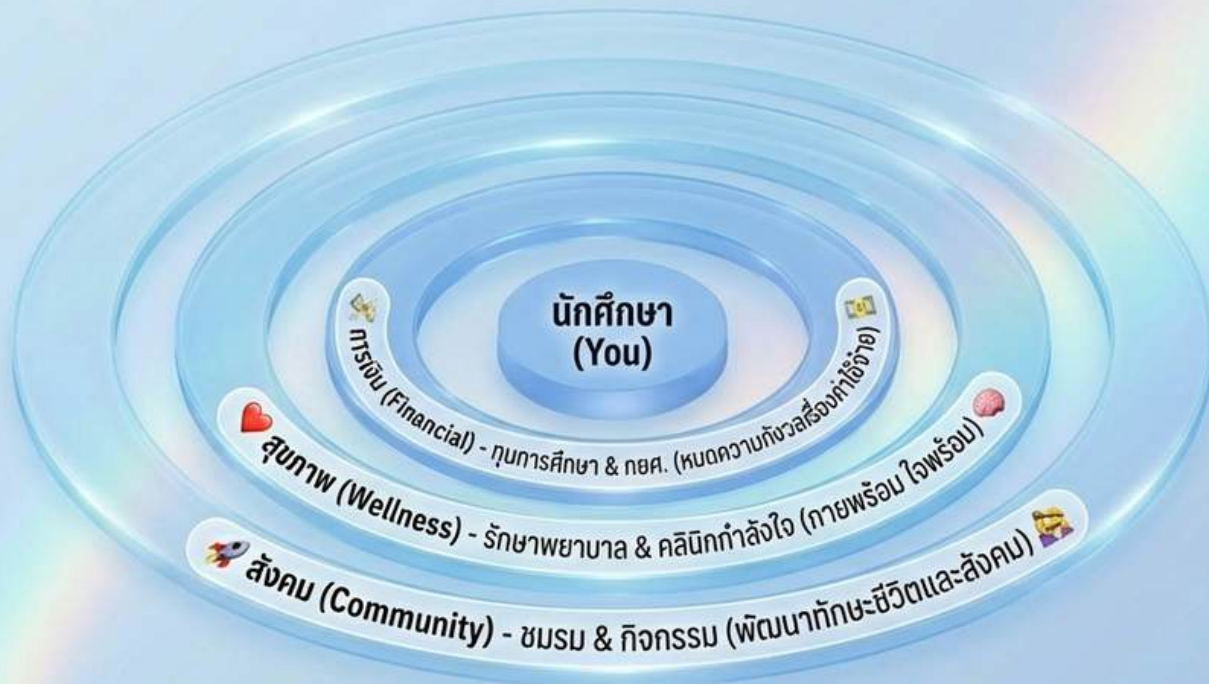 นักศึกษา
(You)
การเงิน (Financial) - ทุนการศึกษา & กยศ. (หมดความกังวลเรื่องค่าใช้จ่าย)
สุขภาพ (Wellness) - รักษาพยาบาล & คลินิกกำลังใจ (กายพร้อม ใจพร้อม)
สังคม (Community) - ชมรม & กิจกรรม (พัฒนาทักษะชีวิตและสังคม)